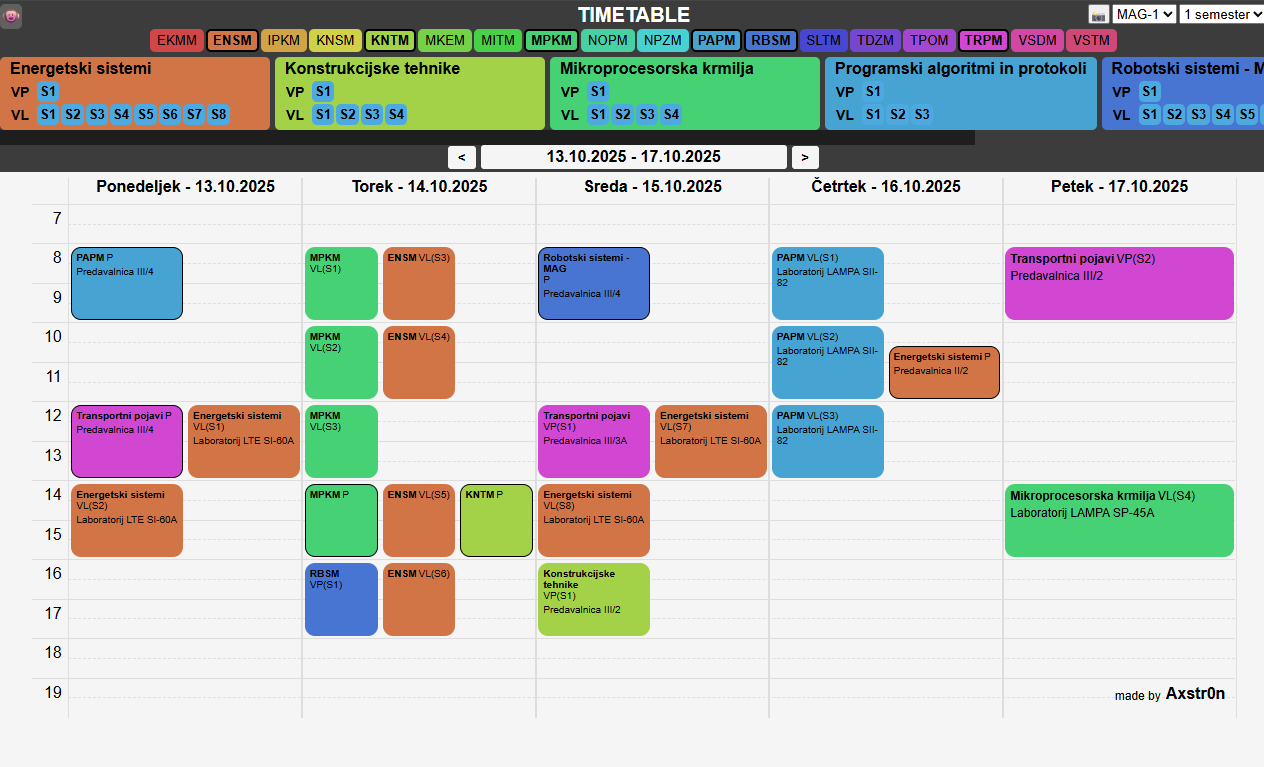 TIMETABLE
MAG-1
1 semester
EKMM ENSM IPKM KNSM KNTM MKEM MITM MPKM NOPM NPZM PAPM RBSM SLTM TDZM TPOM TRPM VSDM VSTM
Energetski sistemi
VP S1
VL S1 S2 S3 S4 S5 S6 S7 S8
Konstrukcijske tehnike
VP S1
VL S1 S2 S3 S4
Mikroprocesorska krmilja
VP S1
VL S1 S2 S3 S4
Programski algoritmi in protokoli
VP S1
VL S1 S2 S3
Robotski sistemi - M
VP S1
VL S1 S2 S3 S4 S5
< 13.10.2025 - 17.10.2025 >
Ponedeljek - 13.10.2025
Torek - 14.10.2025
Sreda - 15.10.2025
Četrtek - 16.10.2025
Petek - 17.10.2025
7
8
9
10
11
12
13
14
15
16
17
18
19
PAPM P
Predavalnica III/4
Transportni pojavi P
Predavalnica III/4
Energetski sistemi
VL(S1)
Laboratorij LTE SI-60A
Energetski sistemi
VL(S2)
Laboratorij LTE SI-60A
MPKM
VL(S1)
ENSM VL(S3)
MPKM
VL(S2)
ENSM VL(S4)
MPKM
VL(S3)
MPKM P
ENSM VL(S5)
KNTM P
RBSM
VP(S1)
ENSM VL(S6)
Robotski sistemi -
MAG
P
Predavalnica III/4
Transportni pojavi
VP(S1)
Predavalnica III/3A
Energetski sistemi
VL(S7)
Laboratorij LTE SI-60A
Energetski sistemi
VL(S8)
Laboratorij LTE SI-60A
Konstrukcijske
tehnike
VP(S1)
Predavalnica III/2
PAPM VL(S1)
Laboratorij LAMPA SII-
82
PAPM VL(S2)
Laboratorij LAMPA SII-
82
Energetski sistemi P
Predavalnica II/2
PAPM VL(S3)
Laboratorij LAMPA SII-
82
Transportni pojavi VP(S2)
Predavalnica III/2
Mikroprocesorska krmilja VL(S4)
Laboratorij LAMPA SP-45A
made by Axstr0n